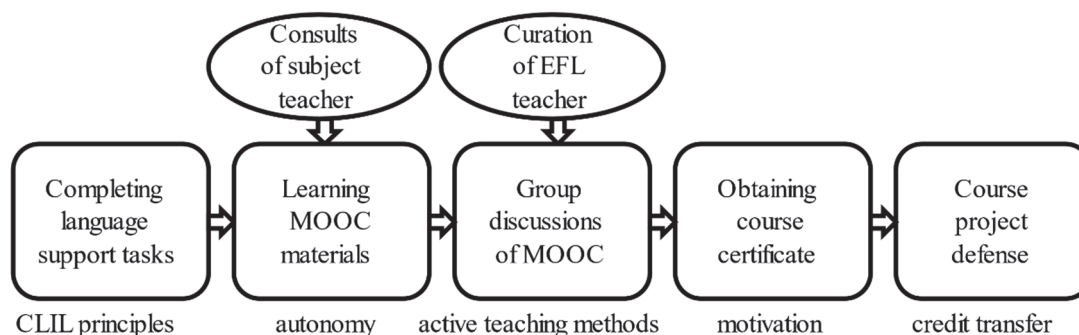 Consults
of subject
teacher
Curation
of EFL
teacher
Completing
language
support tasks
Learning
MOOC
materials
Group
discussions
of MOOC
Obtaining
course
certificate
Course
project
defense
CLIL principles
autonomy
active teaching methods
motivation
credit transfer